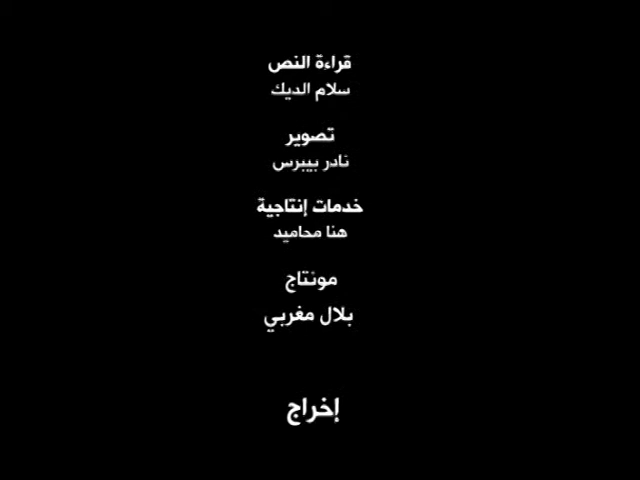 قراءة النص
سلام الديك
تصوير
نادر بيبرس
خدمات إنتاجية
هنا محاميد
مونتاج
بلال مغربي
إخراج